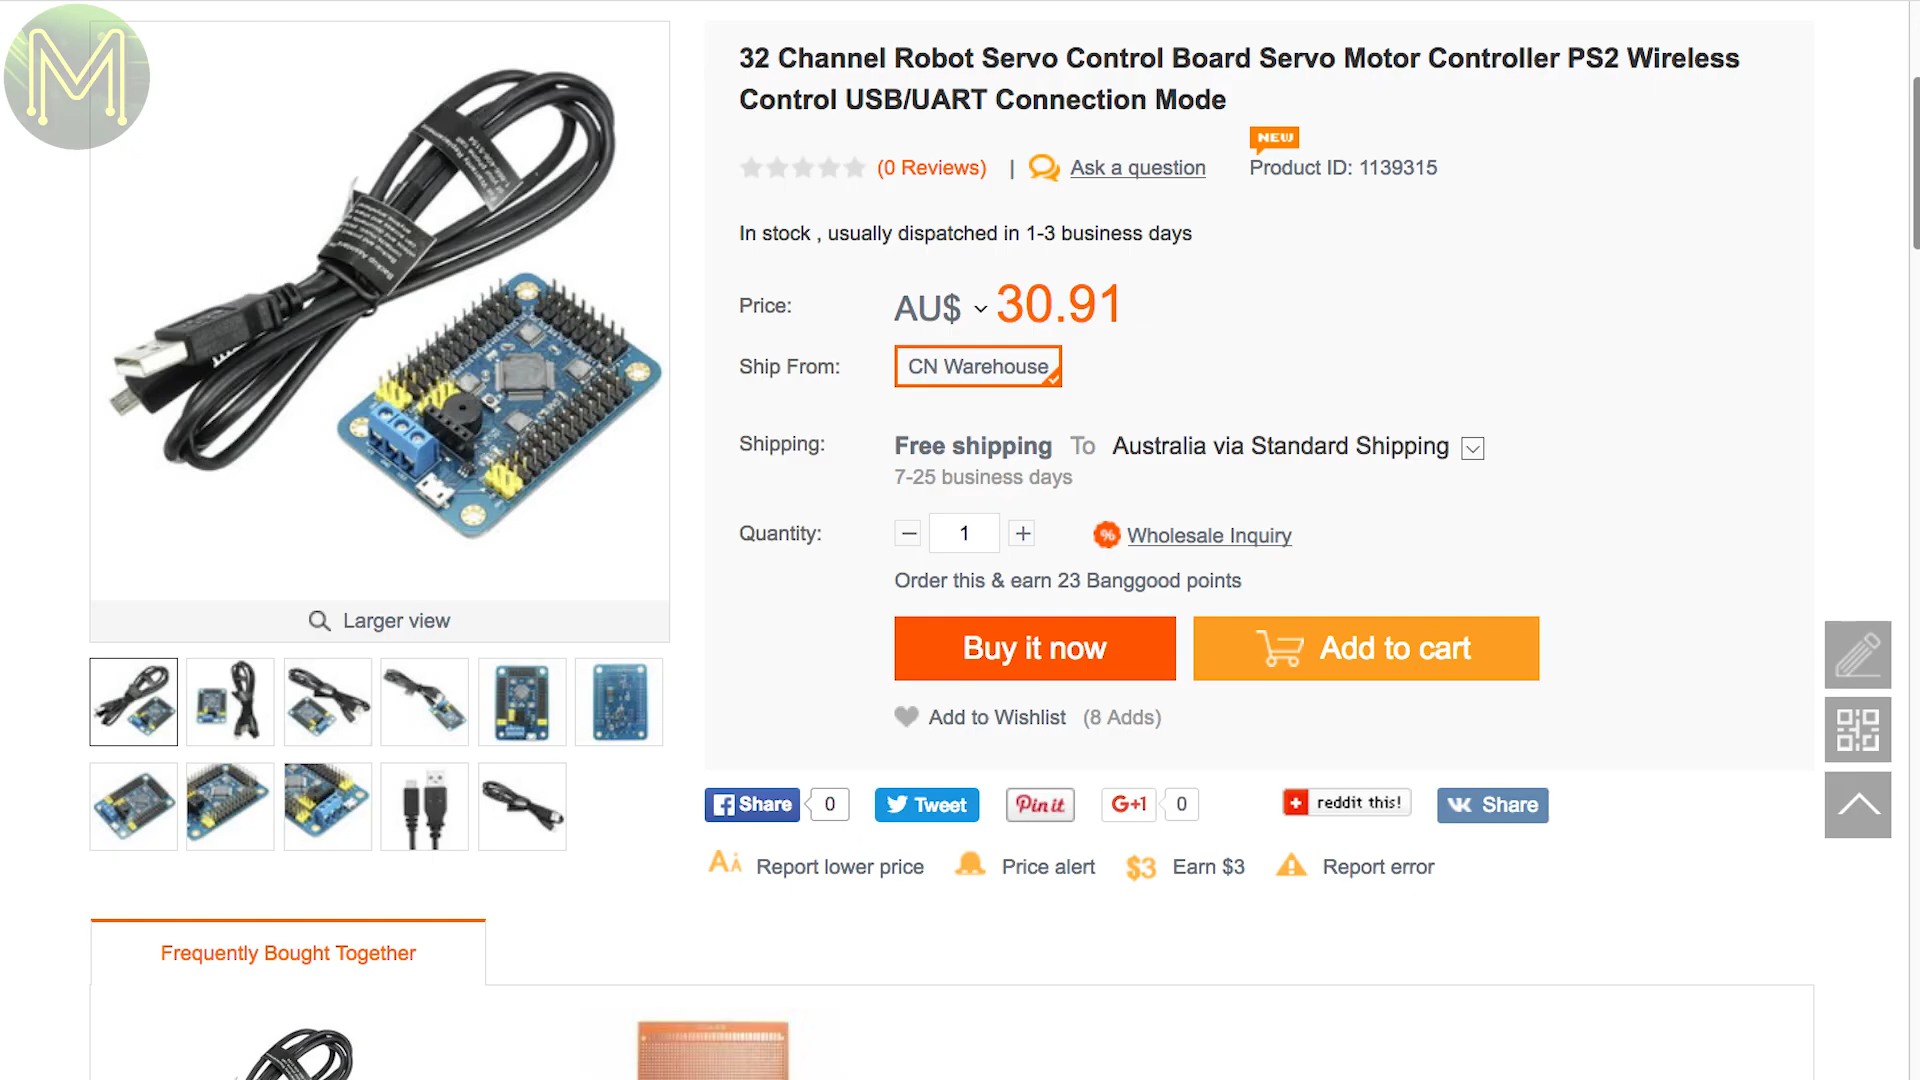 M
32 Channel Robot Servo Control Board Servo Motor Controller PS2 Wireless
Control USB/UART Connection Mode
NEW
(0 Reviews) | Ask a question Product ID: 1139315
In stock , usually dispatched in 1-3 business days
Price: AU$ 30.91
Ship From: CN Warehouse
Shipping: Free shipping To Australia via Standard Shipping
7-25 business days
Quantity: 1 Wholesale Inquiry
Order this & earn 23 Banggood points
Buy it now Add to cart
Add to Wishlist (8 Adds)
Larger view
Share 0 Tweet Pin it G+1 0 reddit this! Share
Report lower price Price alert $3 Earn $3 Report error
Frequently Bought Together